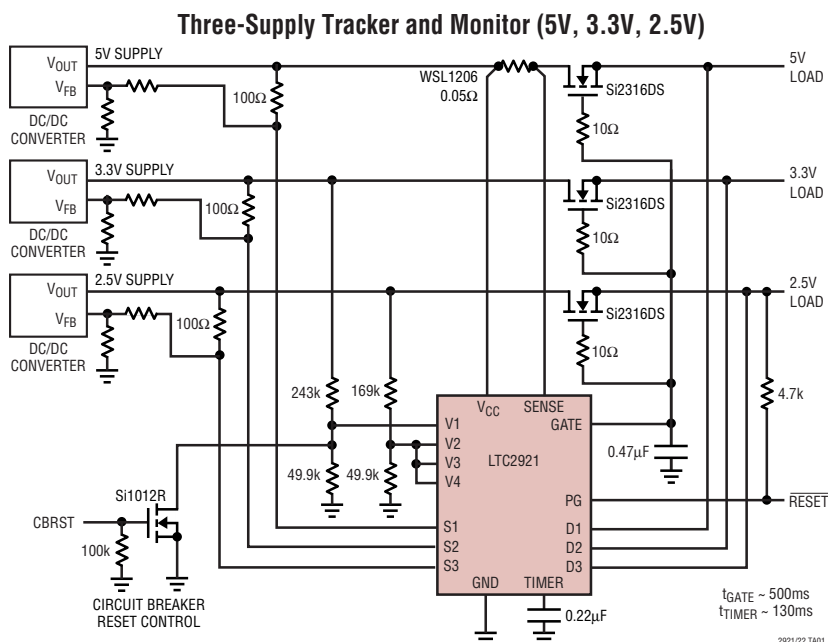 Three-Supply Tracker and Monitor (5V, 3.3V, 2.5V)
VOUT
5V SUPPLY
VFB
DC/DC
CONVERTER
100Ω
WSL1206
0.05Ω
Si2316DS
10Ω
5V
LOAD
VOUT
3.3V SUPPLY
VFB
DC/DC
CONVERTER
100Ω
Si2316DS
10Ω
3.3V
LOAD
VOUT
2.5V SUPPLY
VFB
DC/DC
CONVERTER
100Ω
Si2316DS
10Ω
2.5V
LOAD
243k
169k
4.7k
49.9k
49.9k
VCC
SENSE
V1
GATE
V2
V3
LTC2921
V4
0.47µF
PG
RESET
S1
D1
S2
D2
S3
D3
GND
TIMER
0.22µF
Si1012R
CBRST
100k
CIRCUIT BREAKER
RESET CONTROL
tGATE ~ 500ms
tTIMER ~ 130ms
2921/22 TA01